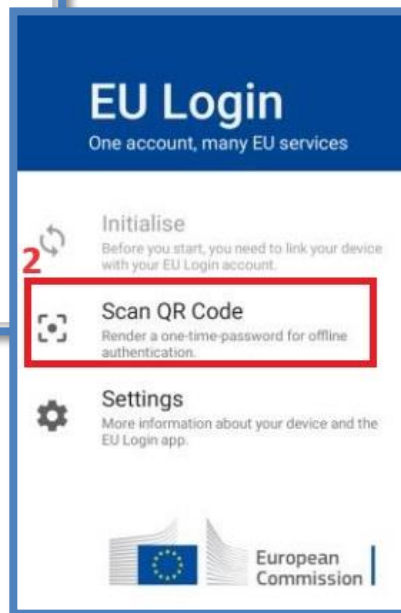 EU Login
One account, many EU services
Initialise
Before you start, you need to link your device
with your EU Login account.
2
Scan QR Code
Render a one-time-password for offline
authentication.
Settings
More information about your device and the
EU Login app.
European
Commission